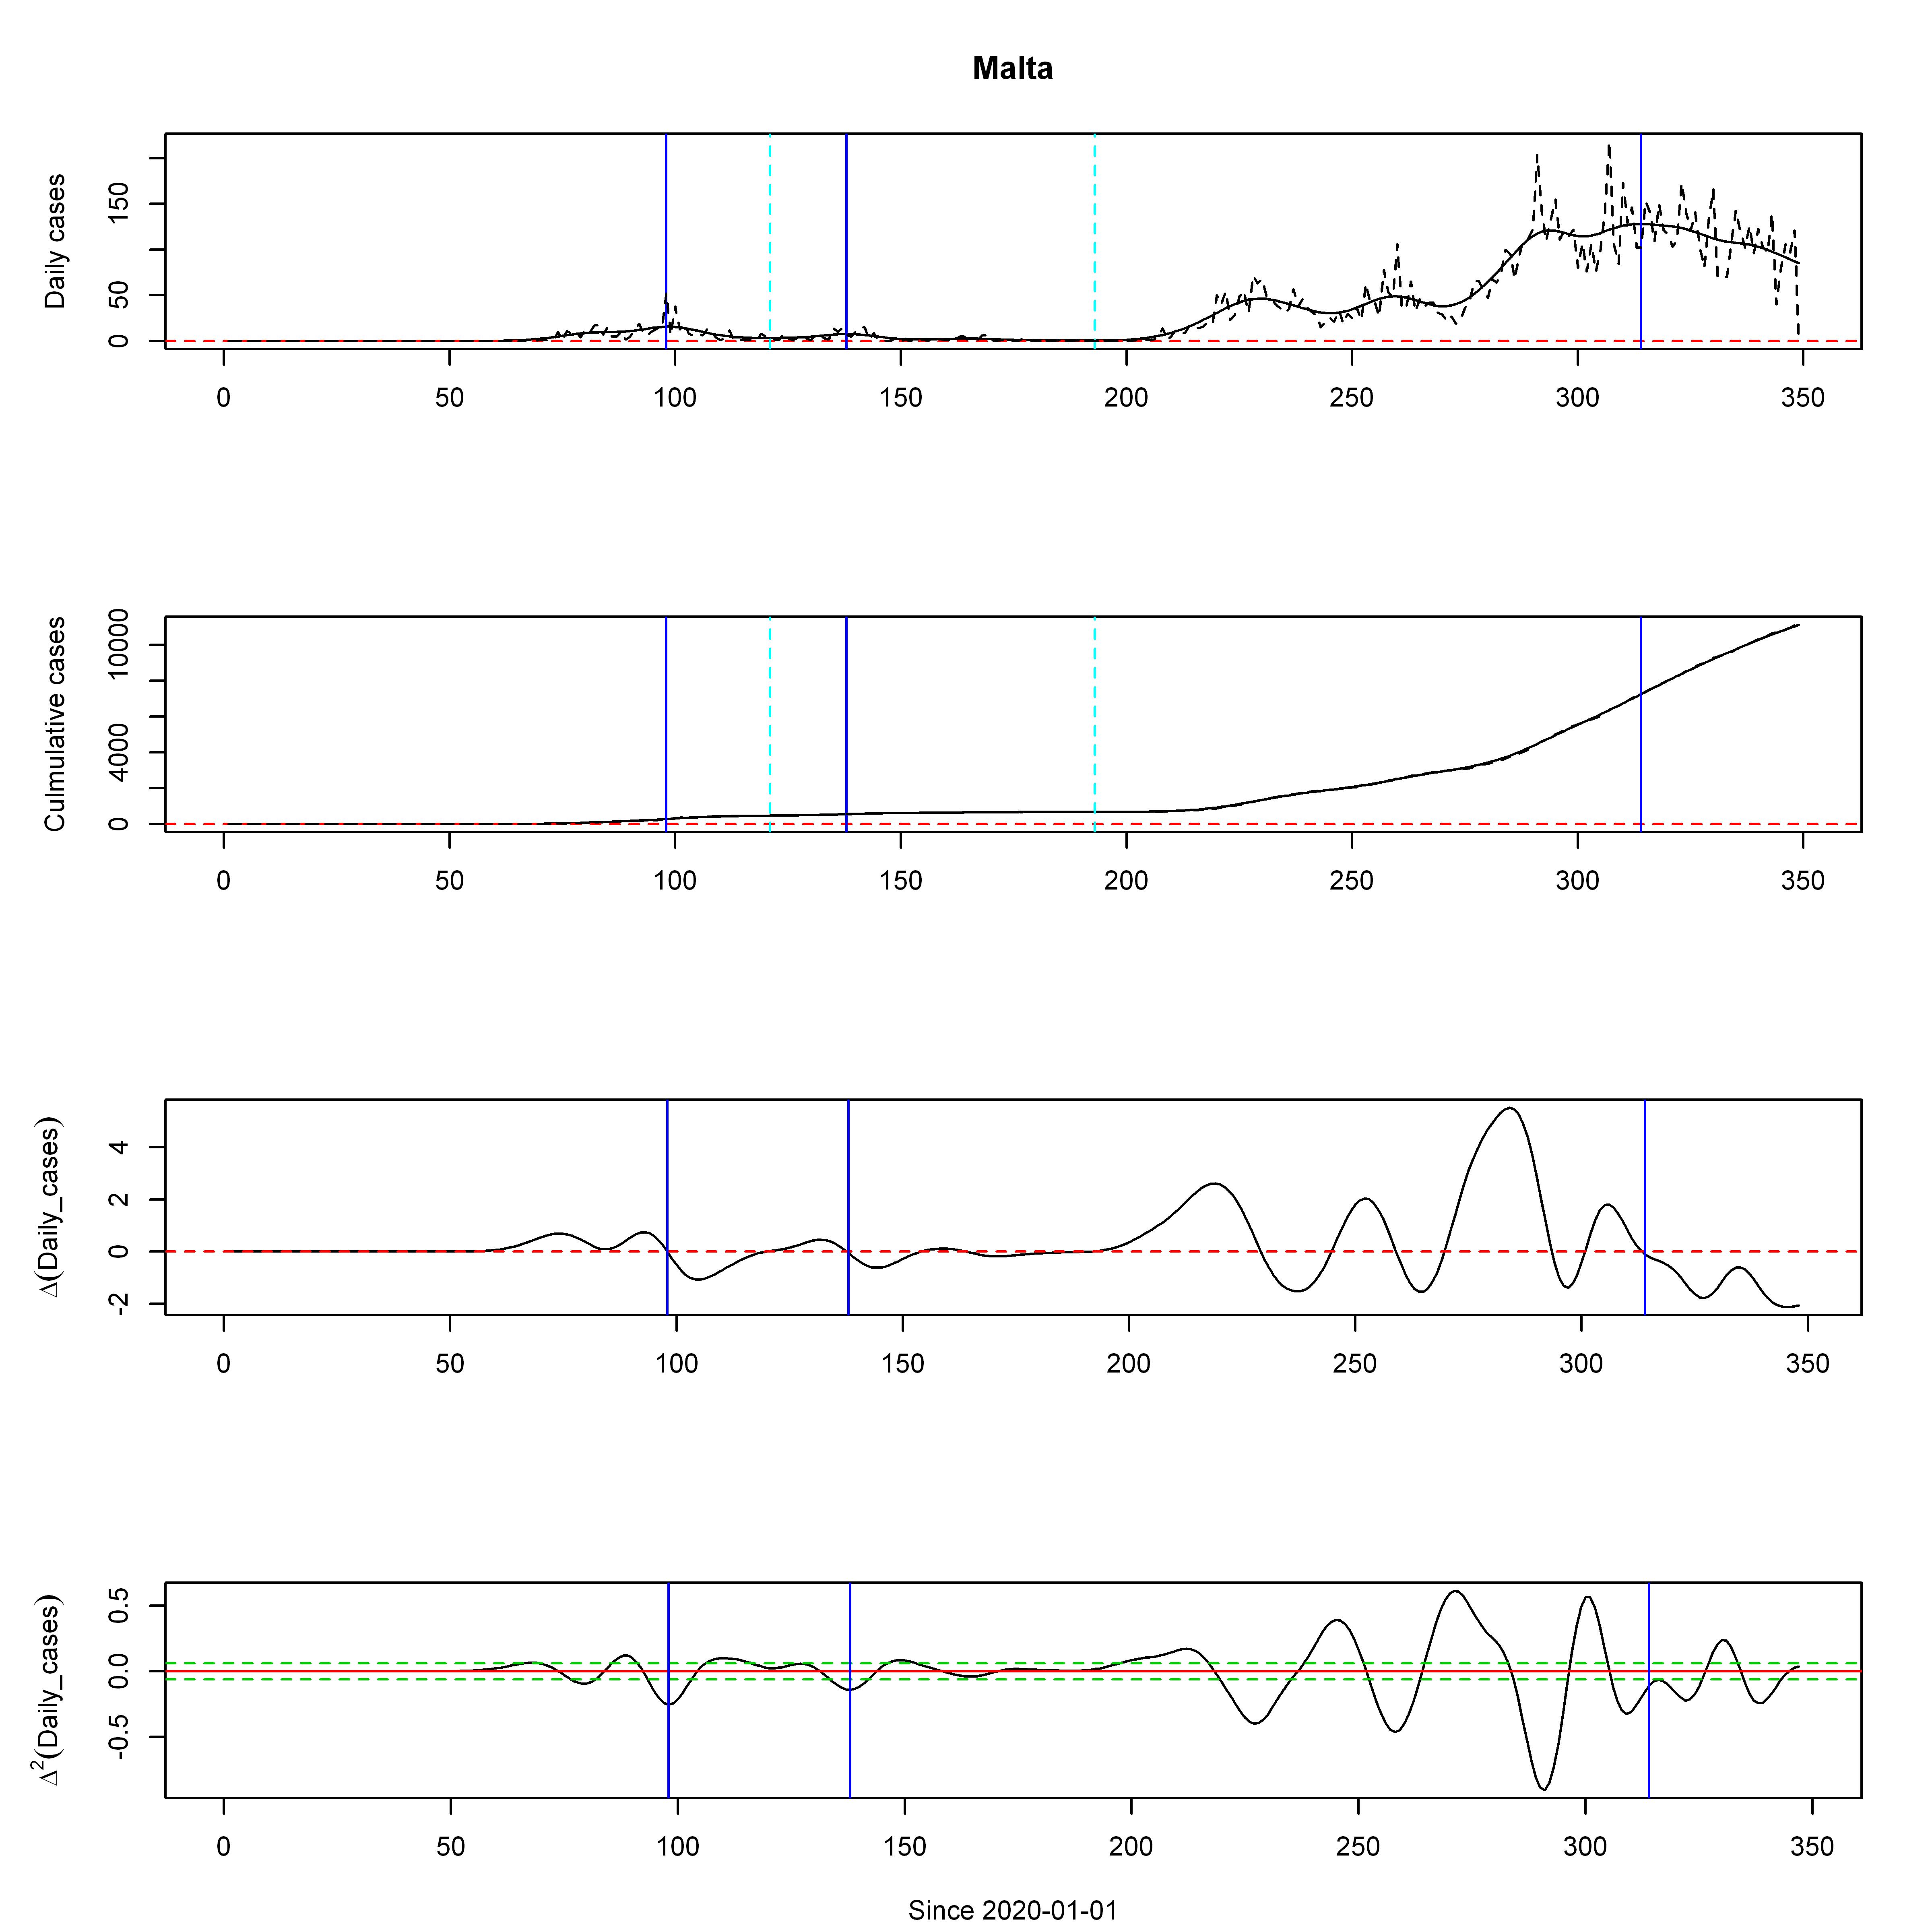 Malta
Daily cases
0 50 150
0 50 100 150 200 250 300 350
Culmulative cases
0 4000 10000
0 50 100 150 200 250 300 350
Δ(Daily_cases)
-2 0 2 4
0 50 100 150 200 250 300 350
Δ²(Daily_cases)
-0.5 0.0 0.5
0 50 100 150 200 250 300 350
Since 2020-01-01